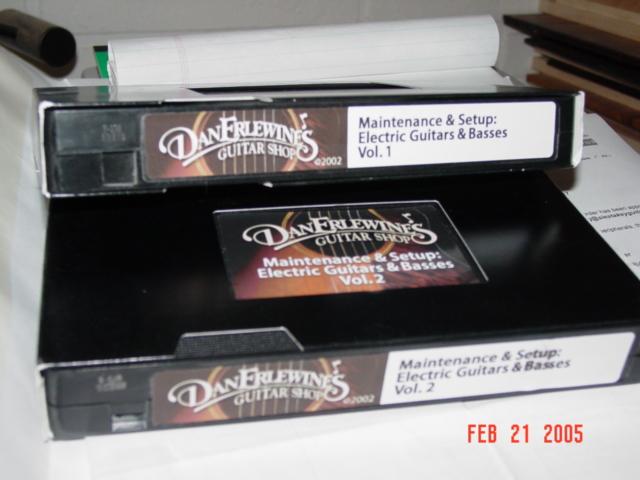 DAN ERLEWINE'S
GUITAR SHOP
©2002
Maintenance & Setup:
Electric Guitars & Basses
Vol. 1
DAN ERLEWINE'S
GUITAR SHOP
Maintenance & Setup:
Electric Guitars & Basses
Vol. 2
DAN ERLEWINE'S
GUITAR SHOP
©2002
Maintenance & Setup:
Electric Guitars & Basses
Vol. 2
FEB 21 2005